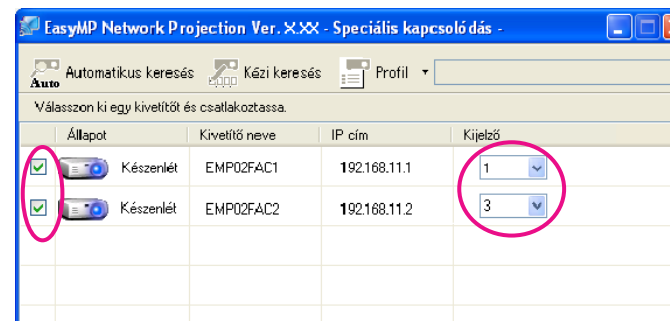 EasyMP Network Projection Ver. X.XX - Speciális kapcsolódás -
Auto Automatikus keresés Kézi keresés Profil
Válasszon ki egy kivetítőt és csatlakoztassa.
Állapot Kivetítő neve IP cím Kijelző
Készenlét EMP02FAC1 192.168.11.1 1
Készenlét EMP02FAC2 192.168.11.2 3